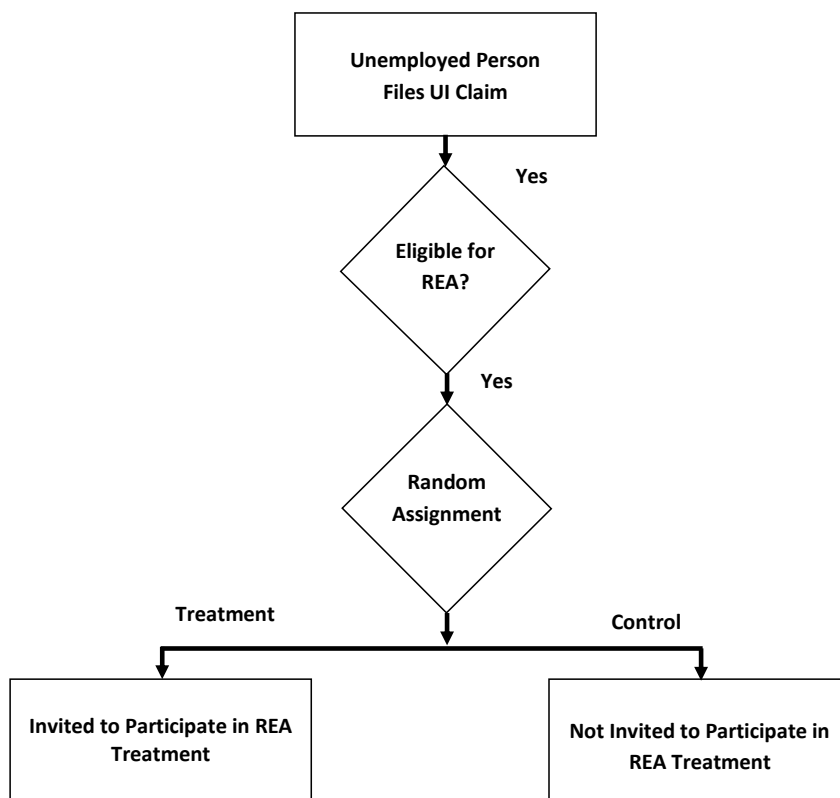 Unemployed Person
Files UI Claim
Yes
Eligible for
REA?
Yes
Random
Assignment
Treatment
Control
Invited to Participate in REA
Treatment
Not Invited to Participate in
REA Treatment